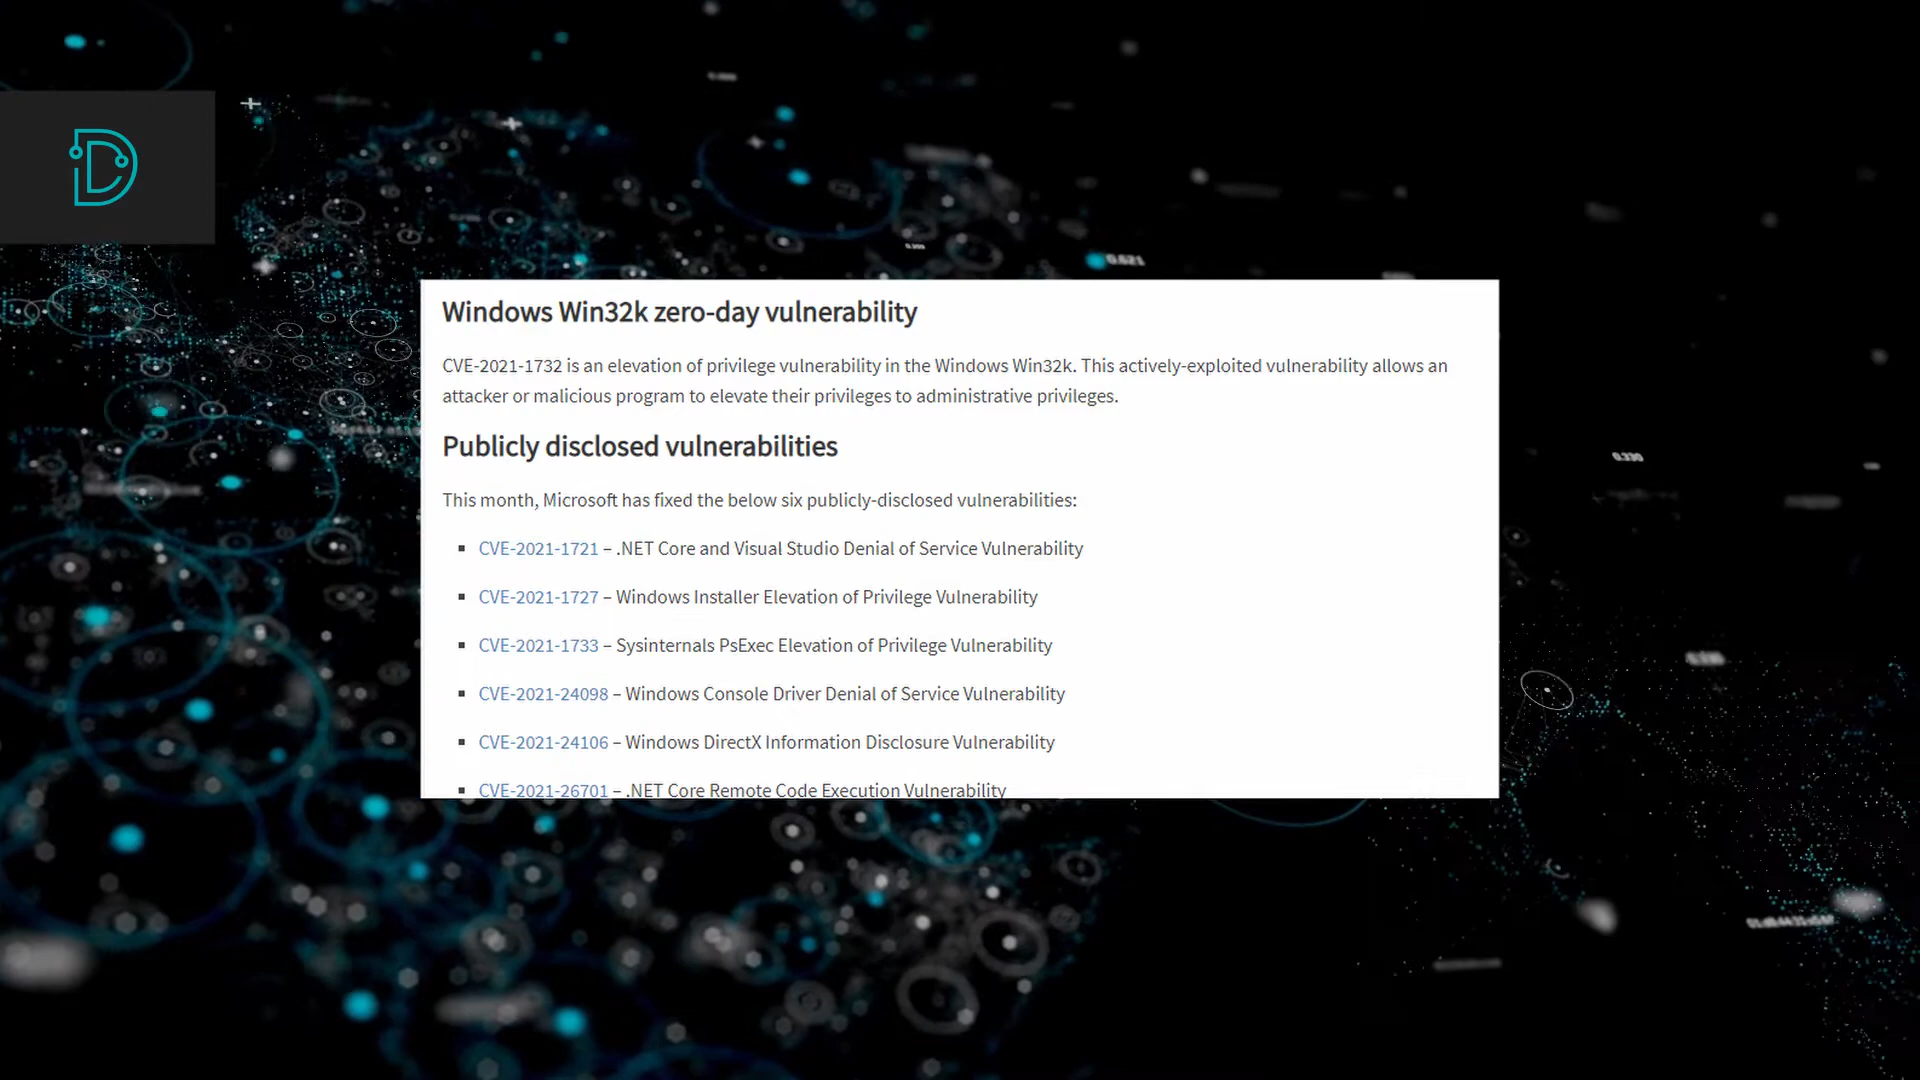 0.621
Windows Win32k zero-day vulnerability
CVE-2021-1732 is an elevation of privilege vulnerability in the Windows Win32k. This actively-exploited vulnerability allows an
attacker or malicious program to elevate their privileges to administrative privileges.
Publicly disclosed vulnerabilities
0.330
This month, Microsoft has fixed the below six publicly-disclosed vulnerabilities:
▪ CVE-2021-1721 – .NET Core and Visual Studio Denial of Service Vulnerability
▪ CVE-2021-1727 – Windows Installer Elevation of Privilege Vulnerability
▪ CVE-2021-1733 – Sysinternals PsExec Elevation of Privilege Vulnerability
▪ CVE-2021-24098 – Windows Console Driver Denial of Service Vulnerability
▪ CVE-2021-24106 – Windows DirectX Information Disclosure Vulnerability
▪ CVE-2021-26701 – .NET Core Remote Code Execution Vulnerability